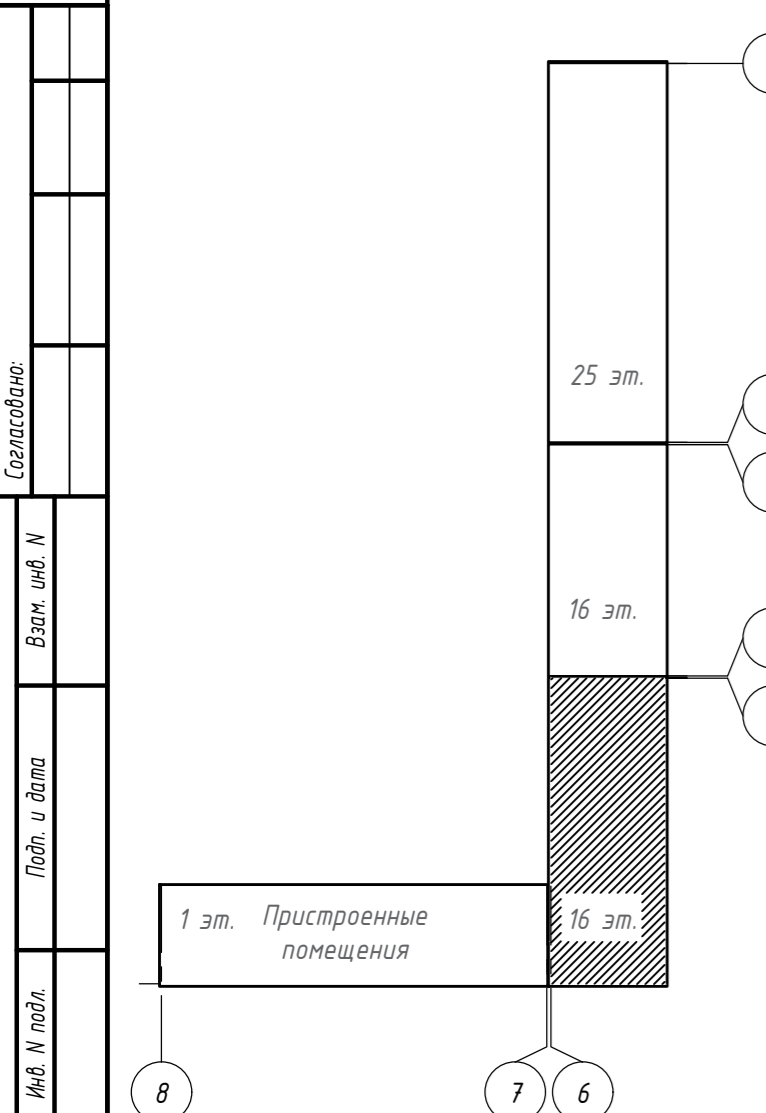 Согласовано:
Взам. инв. N
Подп. и дата
Инв. N подл.
25 эт.
16 эт.
1 эт. Пристроенные
помещения
16 эт.
8
7
6